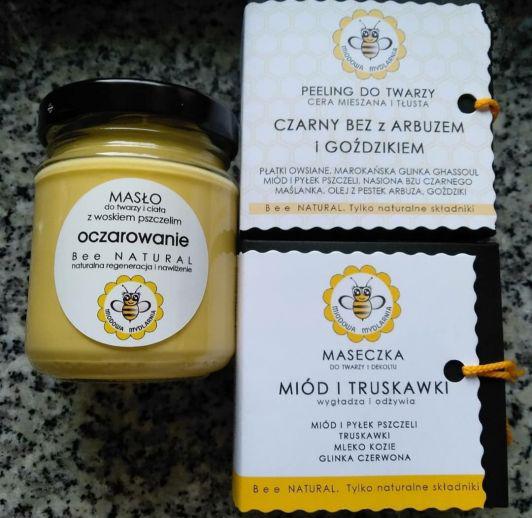 MASŁO
do twarzy i ciała
z woskiem pszczelim
oczarowanie
Bee NATURAL
naturalna regeneracja i nawilżenie
MIODOWA MYDLARNIA
MIODOWA MYDLARNIA
PEELING DO TWARZY
CERA MIESZANA I TŁUSTA
CZARNY BEZ z ARBUZEM
i GOŹDZIKIEM
PŁATKI OWSIANE, MAROKAŃSKA GLINKA GHASSOUL
MIÓD I PYŁEK PSZCZELI, NASIONA BZU CZARNEGO
MAŚLANKA, OLEJ Z PESTEK ARBUZA, GOŹDZIKI
Bee NATURAL. Tylko naturalne składniki
MIODOWA MYDLARNIA
MASECZKA
DO TWARZY I DEKOLTU
MIÓD I TRUSKAWKI
wygładza i odżywia
MIÓD I PYŁEK PSZCZELI
TRUSKAWKI
MLEKO KOZIE
GLINKA CZERWONA
Bee NATURAL. Tylko naturalne składniki